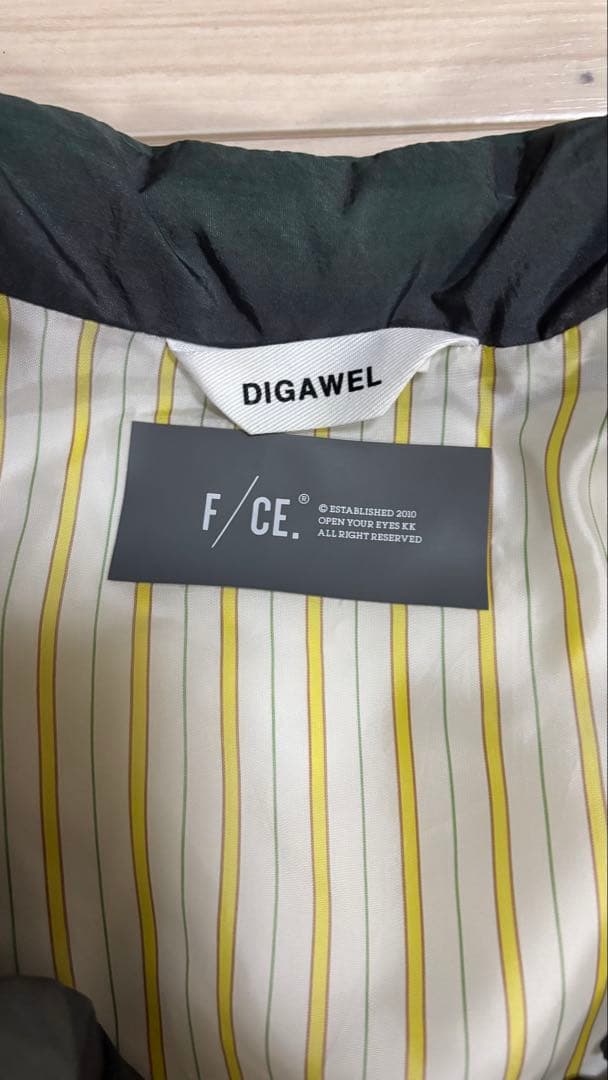 DIGAWEL
F/CE.®
© ESTABLISHED 2010
OPEN YOUR EYES KK
ALL RIGHT RESERVED